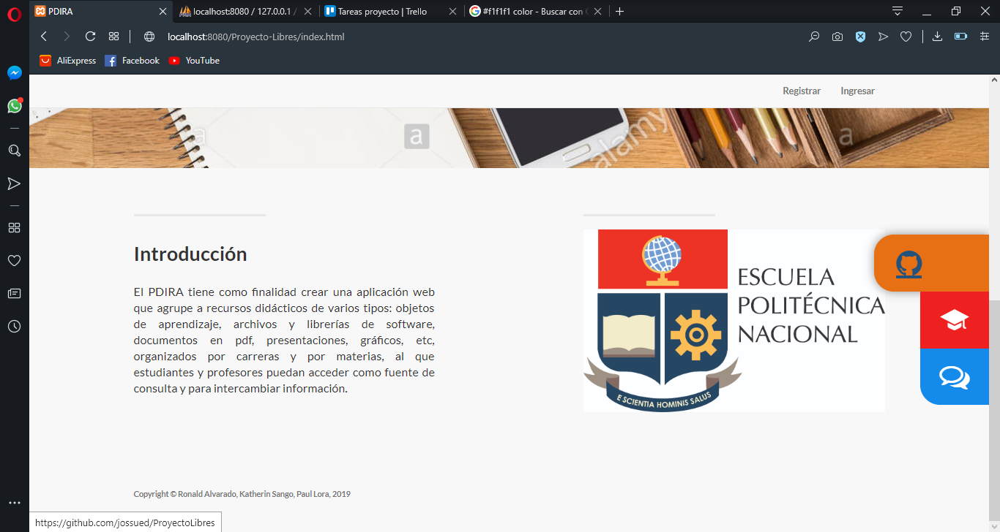 PDIRA
localhost:8080 / 127.0.0.1 /
Tareas proyecto | Trello
#f1f1f1 color - Buscar con
localhost:8080/Proyecto-Libres/index.html
AliExpress
Facebook
YouTube
Registrar
Ingresar
a
a
alamy
a
Introducción
El PDIRA tiene como finalidad crear una aplicación web
que agrupe a recursos didácticos de varios tipos: objetos
de aprendizaje, archivos y librerías de software,
documentos en pdf, presentaciones, gráficos, etc,
organizados por carreras y por materias, al que
estudiantes y profesores puedan acceder como fuente de
consulta y para intercambiar información.
ESCUELA
POLITÉCNICA
NACIONAL
E SCIENTIA HOMINIS SALUS
Copyright © Ronald Alvarado, Katherin Sango, Paul Lora, 2019
https://github.com/jossued/ProyectoLibres